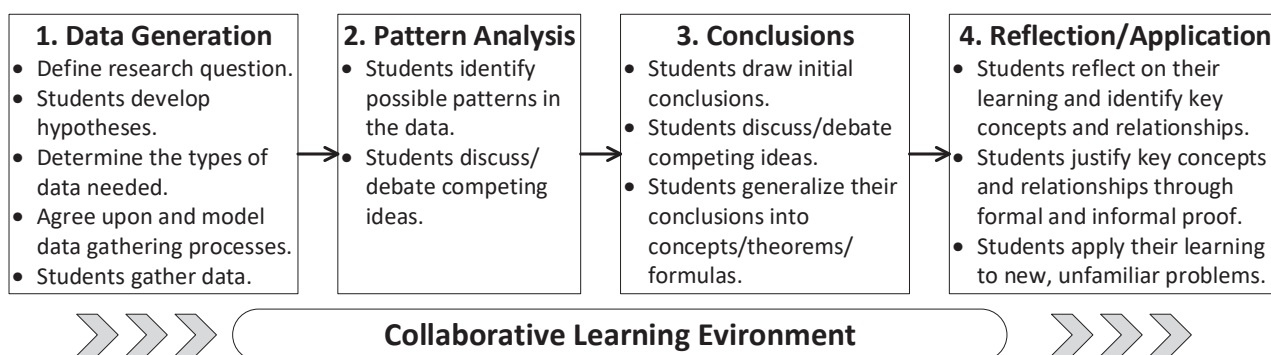 1. Data Generation
• Define research question.
• Students develop
hypotheses.
• Determine the types of
data needed.
• Agree upon and model
data gathering processes.
• Students gather data.
2. Pattern Analysis
• Students identify
possible patterns in
the data.
• Students discuss/
debate competing
ideas.
3. Conclusions
• Students draw initial
conclusions.
• Students discuss/debate
competing ideas.
• Students generalize their
conclusions into
concepts/theorems/
formulas.
4. Reflection/Application
• Students reflect on their
learning and identify key
concepts and relationships.
• Students justify key concepts
and relationships through
formal and informal proof.
• Students apply their learning
to new, unfamiliar problems.
Collaborative Learning Evironment